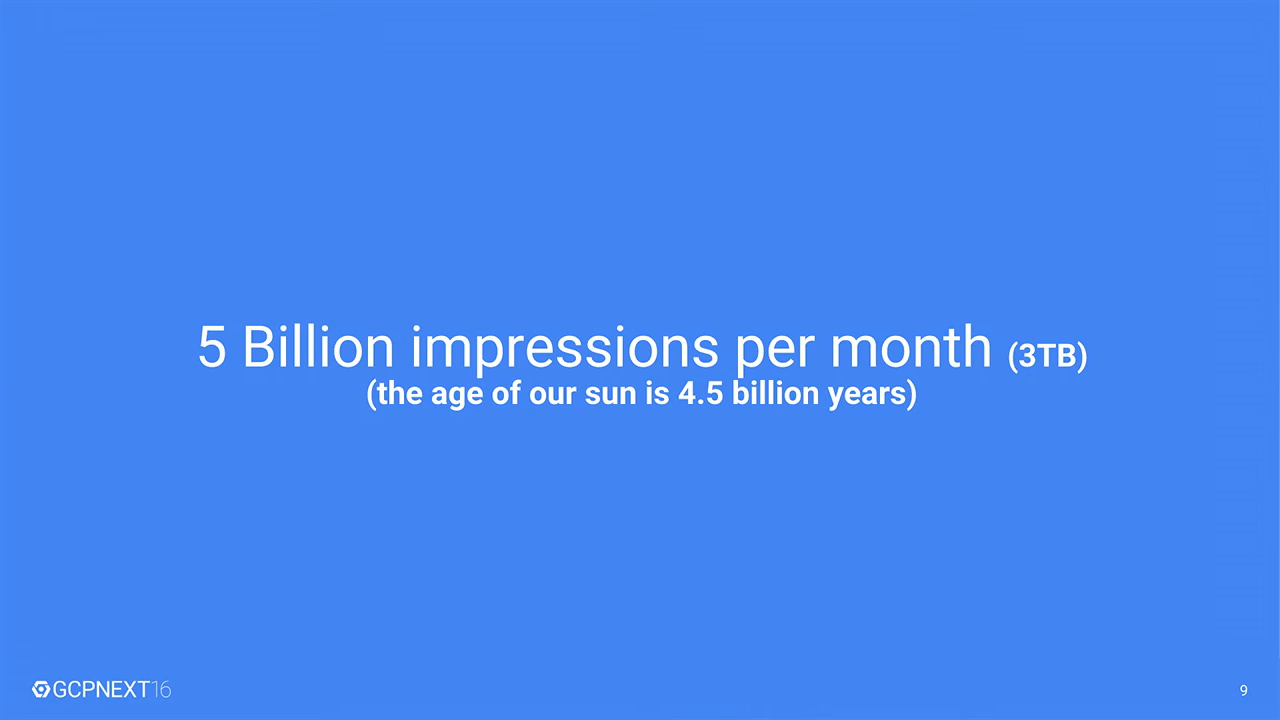 5 Billion impressions per month (3TB)
(the age of our sun is 4.5 billion years)
GCPNEXT16
9